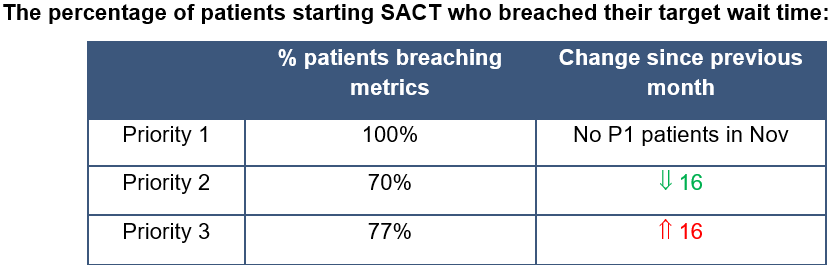 The percentage of patients starting SACT who breached their target wait time:
% patients breaching metrics
Change since previous month
Priority 1 100% No P1 patients in Nov
Priority 2 70% ⇓ 16
Priority 3 77% ⇑ 16